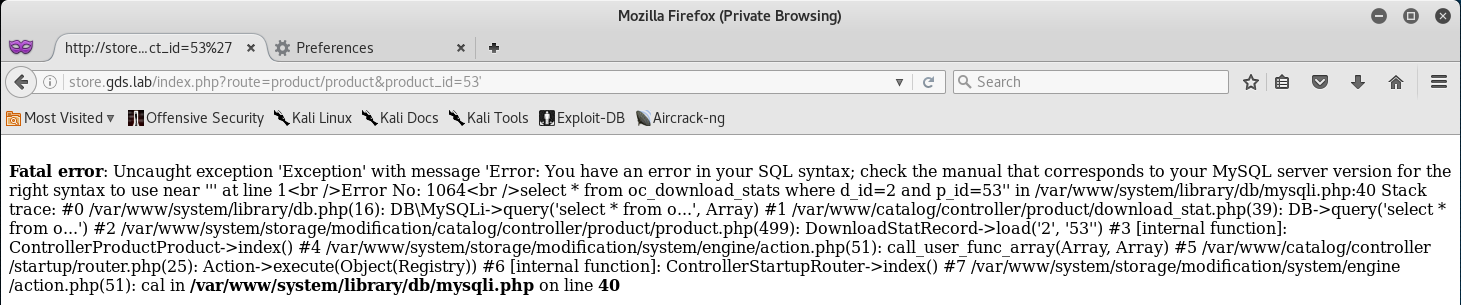 Mozilla Firefox (Private Browsing)
http://store...ct_id=53%27
Preferences
store.gds.lab/index.php?route=product/product&product_id=53'
Search
Most Visited
Offensive Security
Kali Linux
Kali Docs
Kali Tools
Exploit-DB
Aircrack-ng
Fatal error: Uncaught exception 'Exception' with message 'Error: You have an error in your SQL syntax; check the manual that corresponds to your MySQL server version for the
right syntax to use near ''' at line 1<br />Error No: 1064<br />select * from oc_download_stats where d_id=2 and p_id=53'' in /var/www/system/library/db/mysqli.php:40 Stack
trace: #0 /var/www/system/library/db.php(16): DB\MySQLi->query('select * from o...', Array) #1 /var/www/catalog/controller/product/download_stat.php(39): DB->query('select *
from o...') #2 /var/www/system/storage/modification/catalog/controller/product/product.php(499): DownloadStatRecord->load('2', '53'') #3 [internal function]:
ControllerProductProduct->index() #4 /var/www/system/storage/modification/system/engine/action.php(51): call_user_func_array(Array, Array) #5 /var/www/catalog/controller
/startup/router.php(25): Action->execute(Object(Registry)) #6 [internal function]: ControllerStartupRouter->index() #7 /var/www/system/storage/modification/system/engine
/action.php(51): cal in /var/www/system/library/db/mysqli.php on line 40